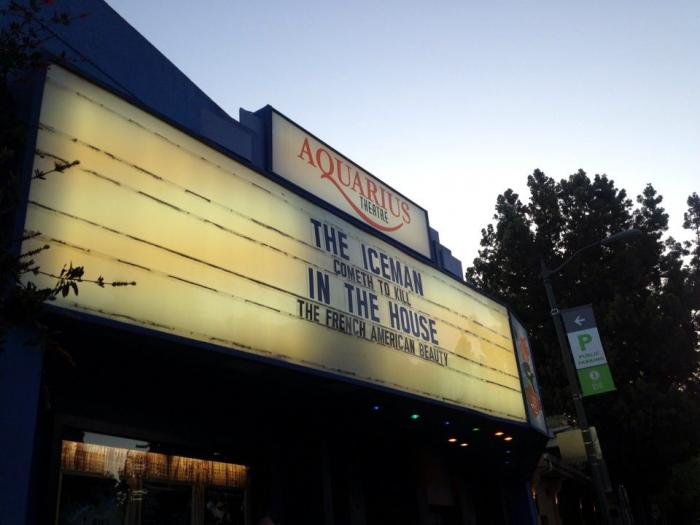 AQUARIUS
THEATRE
THE ICEMAN
COMETH TO KILL
IN THE HOUSE
THE FRENCH AMERICAN BEAUTY
P
PUBLIC
PARKING